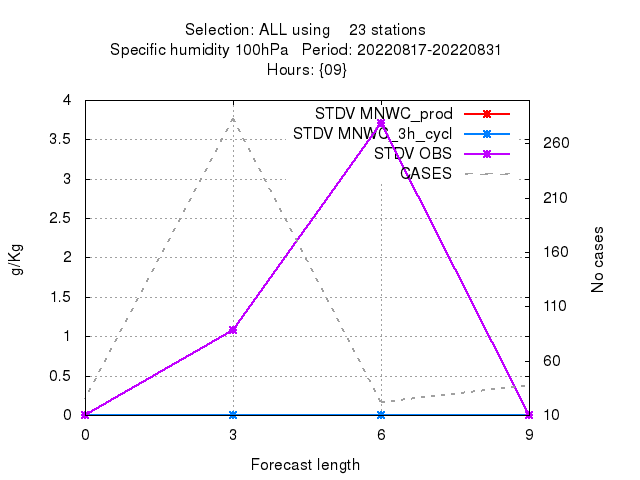 Selection: ALL using 23 stations
Specific humidity 100hPa Period: 20220817-20220831
Hours: {09}
STDV MNWC_prod
STDV MNWC_3h_cycl
STDV OBS
CASES
4
3.5
3
2.5
2
1.5
1
0.5
0
g/Kg
260
210
160
110
60
10
No cases
0 3 6 9
Forecast length